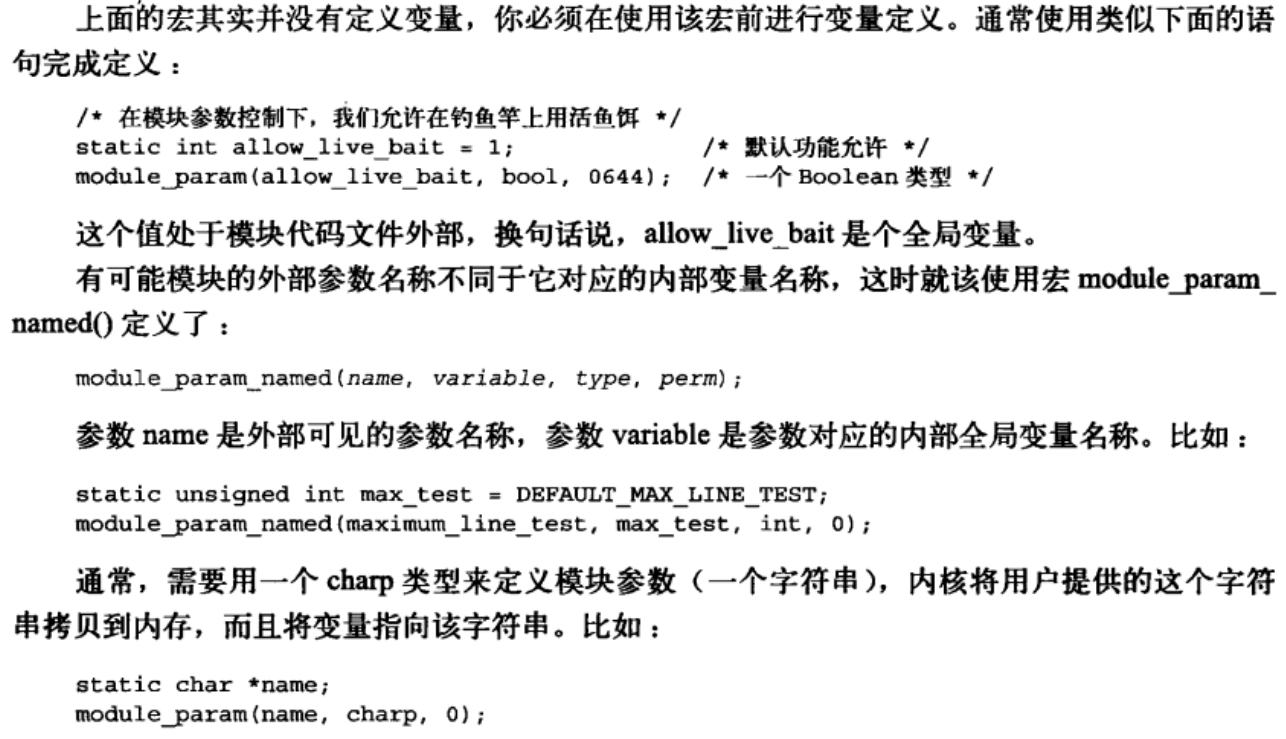 上面的宏其实并没有定义变量，你必须在使用该宏前进行变量定义。通常使用类似下面的语
句完成定义：
/* 在模块参数控制下，我们允许在钓鱼竿上用活鱼饵 */
static int allow_live_bait = 1; /* 默认功能允许 */
module_param(allow_live_bait, bool, 0644); /* 一个 Boolean 类型 */
这个值处于模块代码文件外部，换句话说，allow_live_bait 是个全局变量。
有可能模块的外部参数名称不同于它对应的内部变量名称，这时就该使用宏 module_param_
named() 定义了：
module_param_named(name, variable, type, perm);
参数 name 是外部可见的参数名称，参数 variable 是参数对应的内部全局变量名称。比如：
static unsigned int max_test = DEFAULT_MAX_LINE_TEST;
module_param_named(maximum_line_test, max_test, int, 0);
通常，需要用一个 charp 类型来定义模块参数（一个字符串），内核将用户提供的这个字符
串拷贝到内存，而且将变量指向该字符串。比如：
static char *name;
module_param(name, charp, 0);